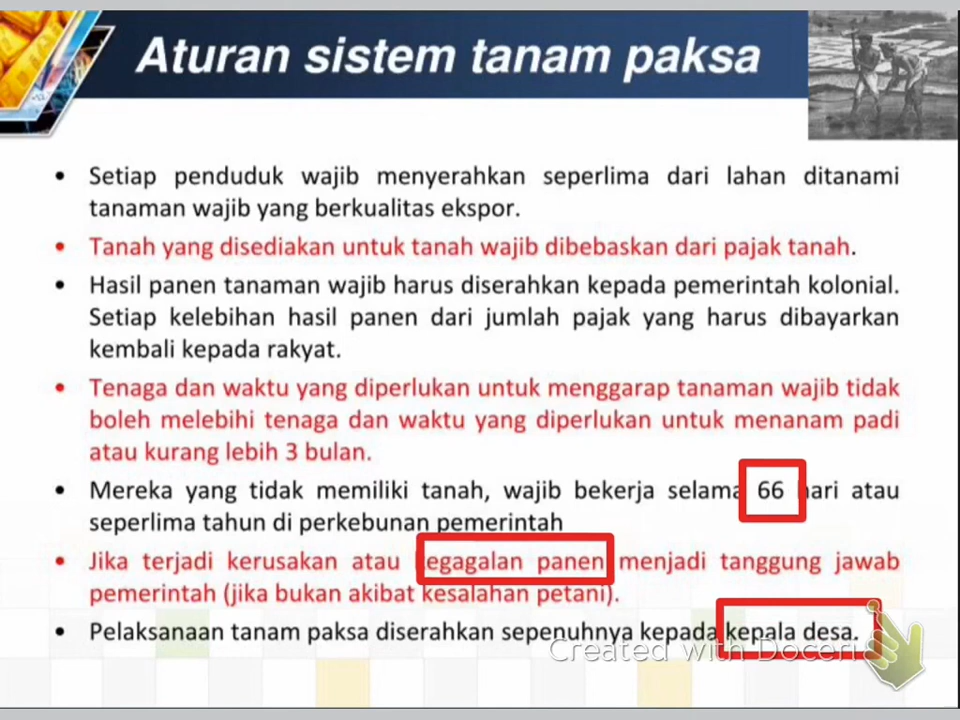 Aturan sistem tanam paksa
• Setiap penduduk wajib menyerahkan seperlima dari lahan ditanami
tanaman wajib yang berkualitas ekspor.
• Tanah yang disediakan untuk tanah wajib dibebaskan dari pajak tanah.
• Hasil panen tanaman wajib harus diserahkan kepada pemerintah kolonial.
Setiap kelebihan hasil panen dari jumlah pajak yang harus dibayarkan
kembali kepada rakyat.
• Tenaga dan waktu yang diperlukan untuk menggarap tanaman wajib tidak
boleh melebihi tenaga dan waktu yang diperlukan untuk menanam padi
atau kurang lebih 3 bulan.
• Mereka yang tidak memiliki tanah, wajib bekerja selama 66 hari atau
seperlima tahun di perkebunan pemerintah
• Jika terjadi kerusakan atau kegagalan panen menjadi tanggung jawab
pemerintah (jika bukan akibat kesalahan petani).
• Pelaksanaan tanam paksa diserahkan sepenuhnya kepada kepala desa.
Created with Doceri